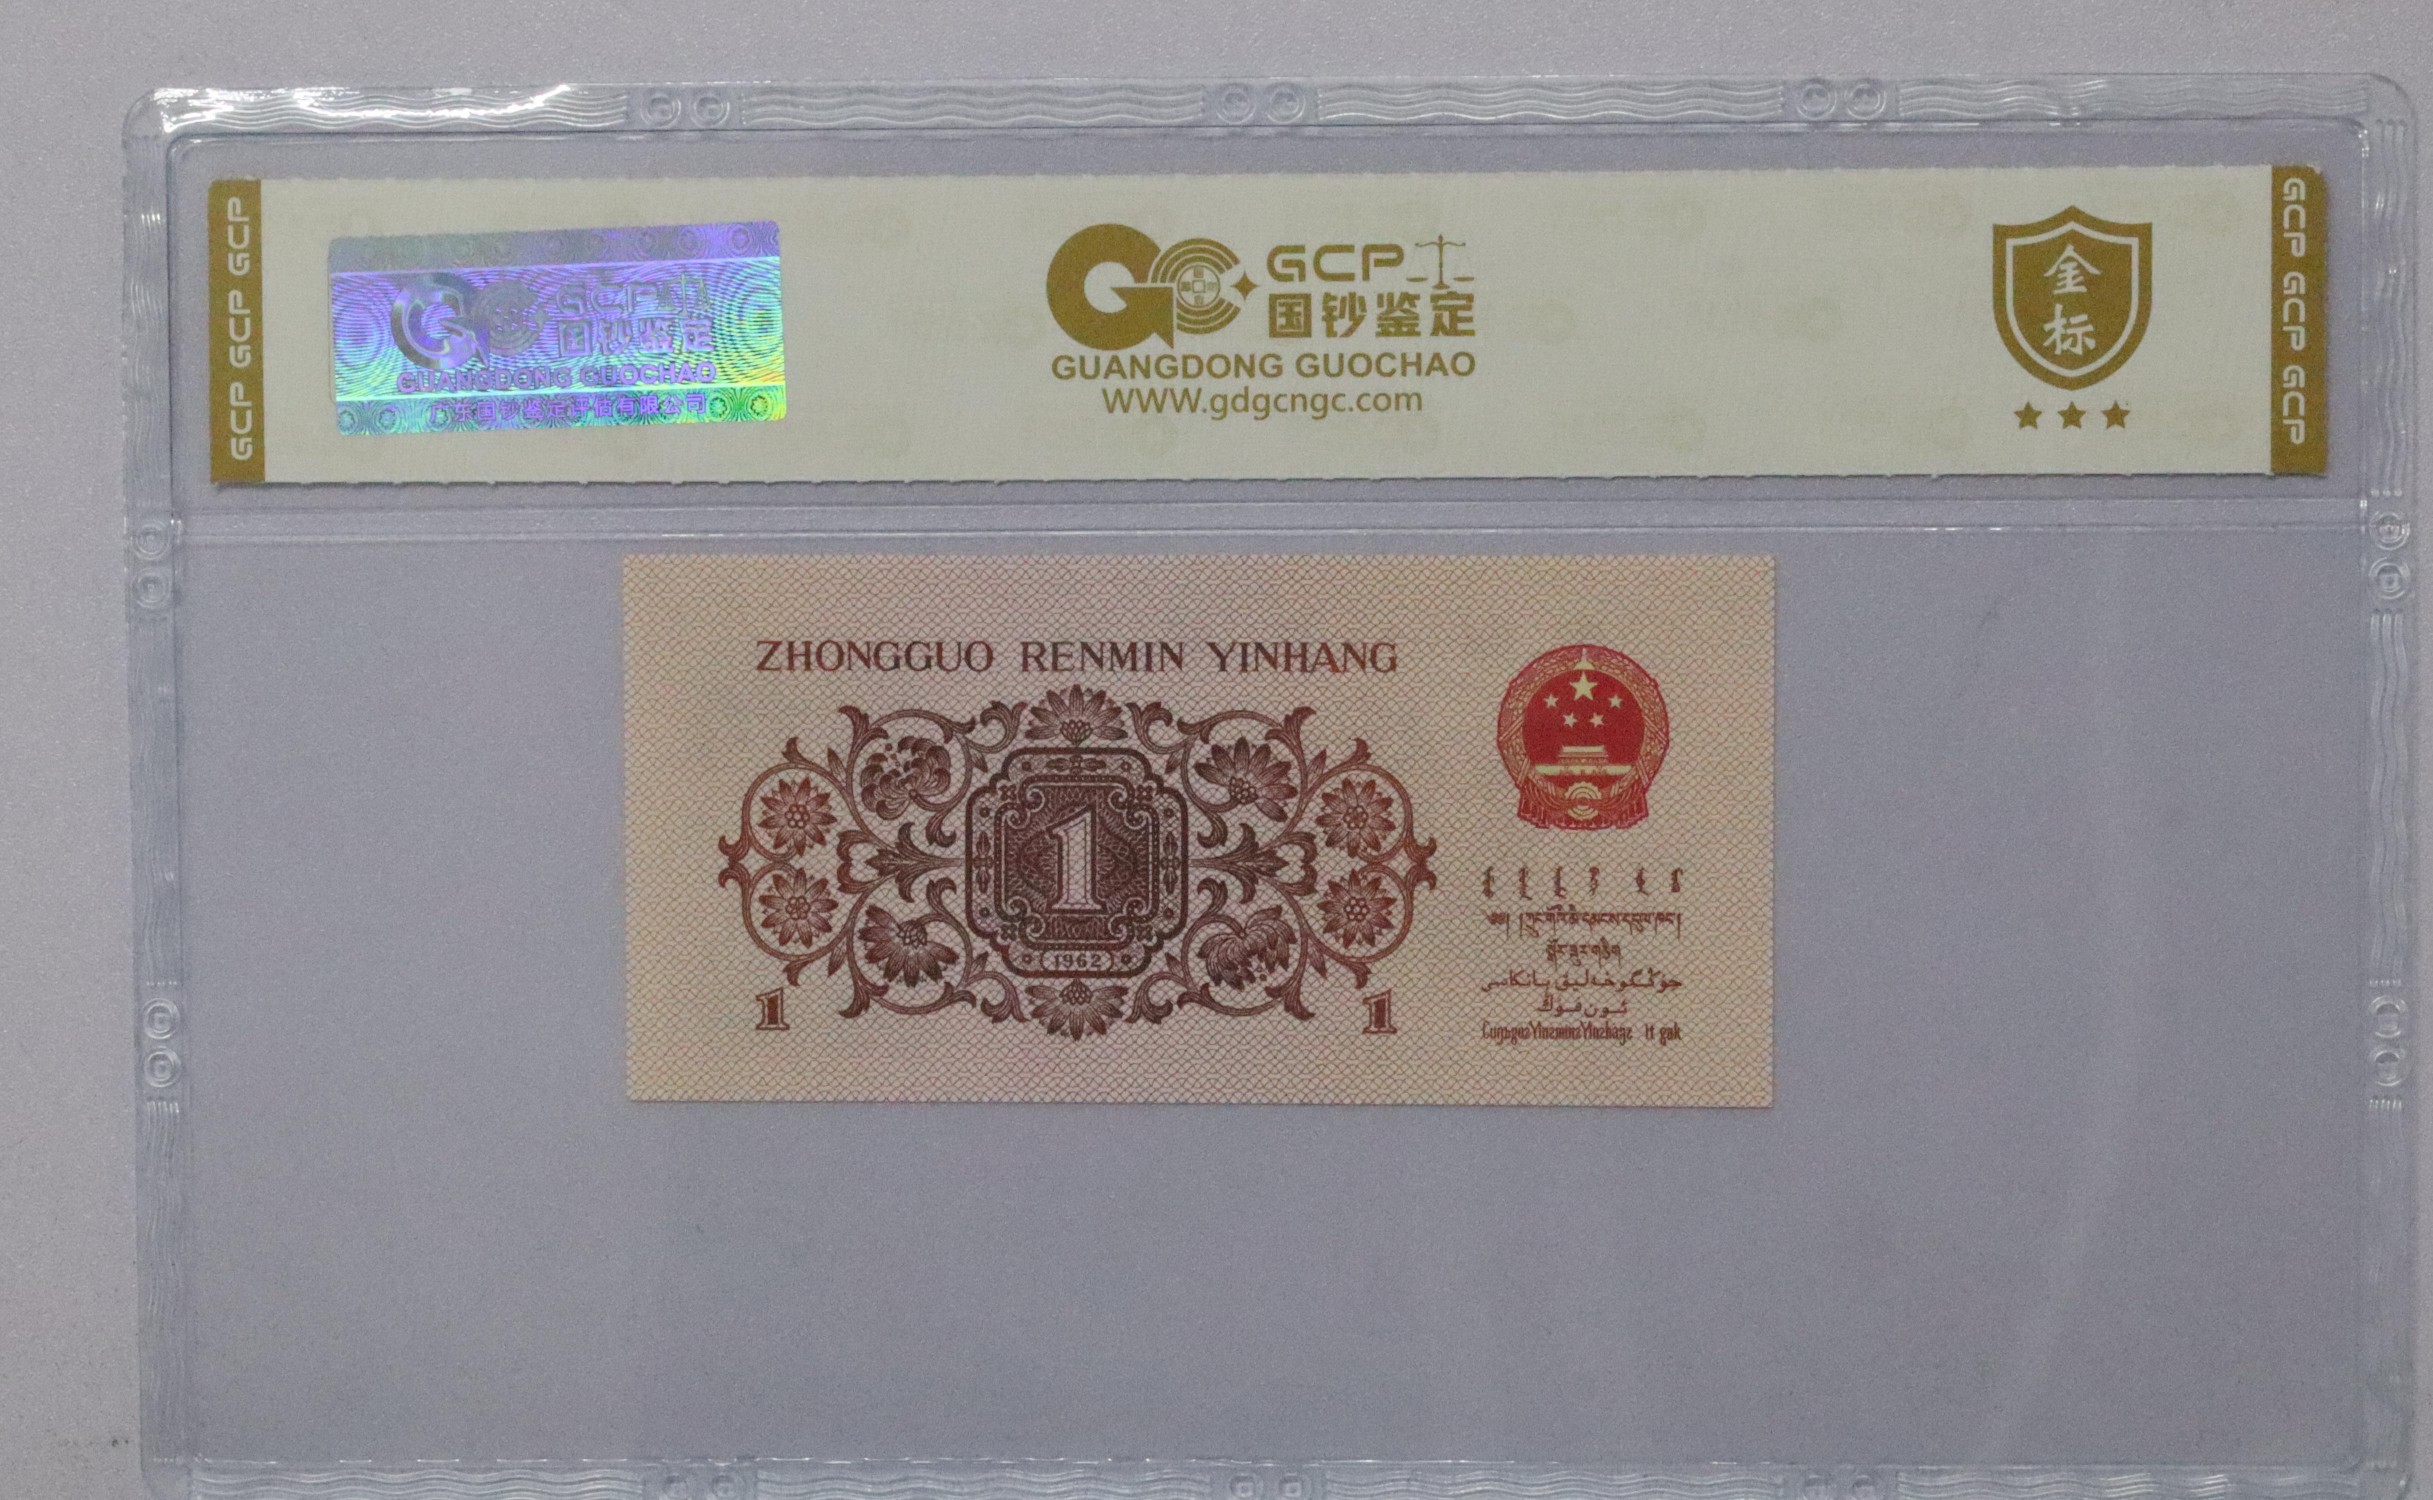 GCP GCP GCP
GCP
国钞鉴定
GUANGDONG GUOCHAO
广东国钞鉴定评估有限公司
GCP
国钞鉴定
GUANGDONG GUOCHAO
WWW.gdgcngc.com
金
标
GCP GCP GCP
ZHONGGUO RENMIN YINHANG
1
1962
1
1
جۇڭگوخەلىق بانكاسى